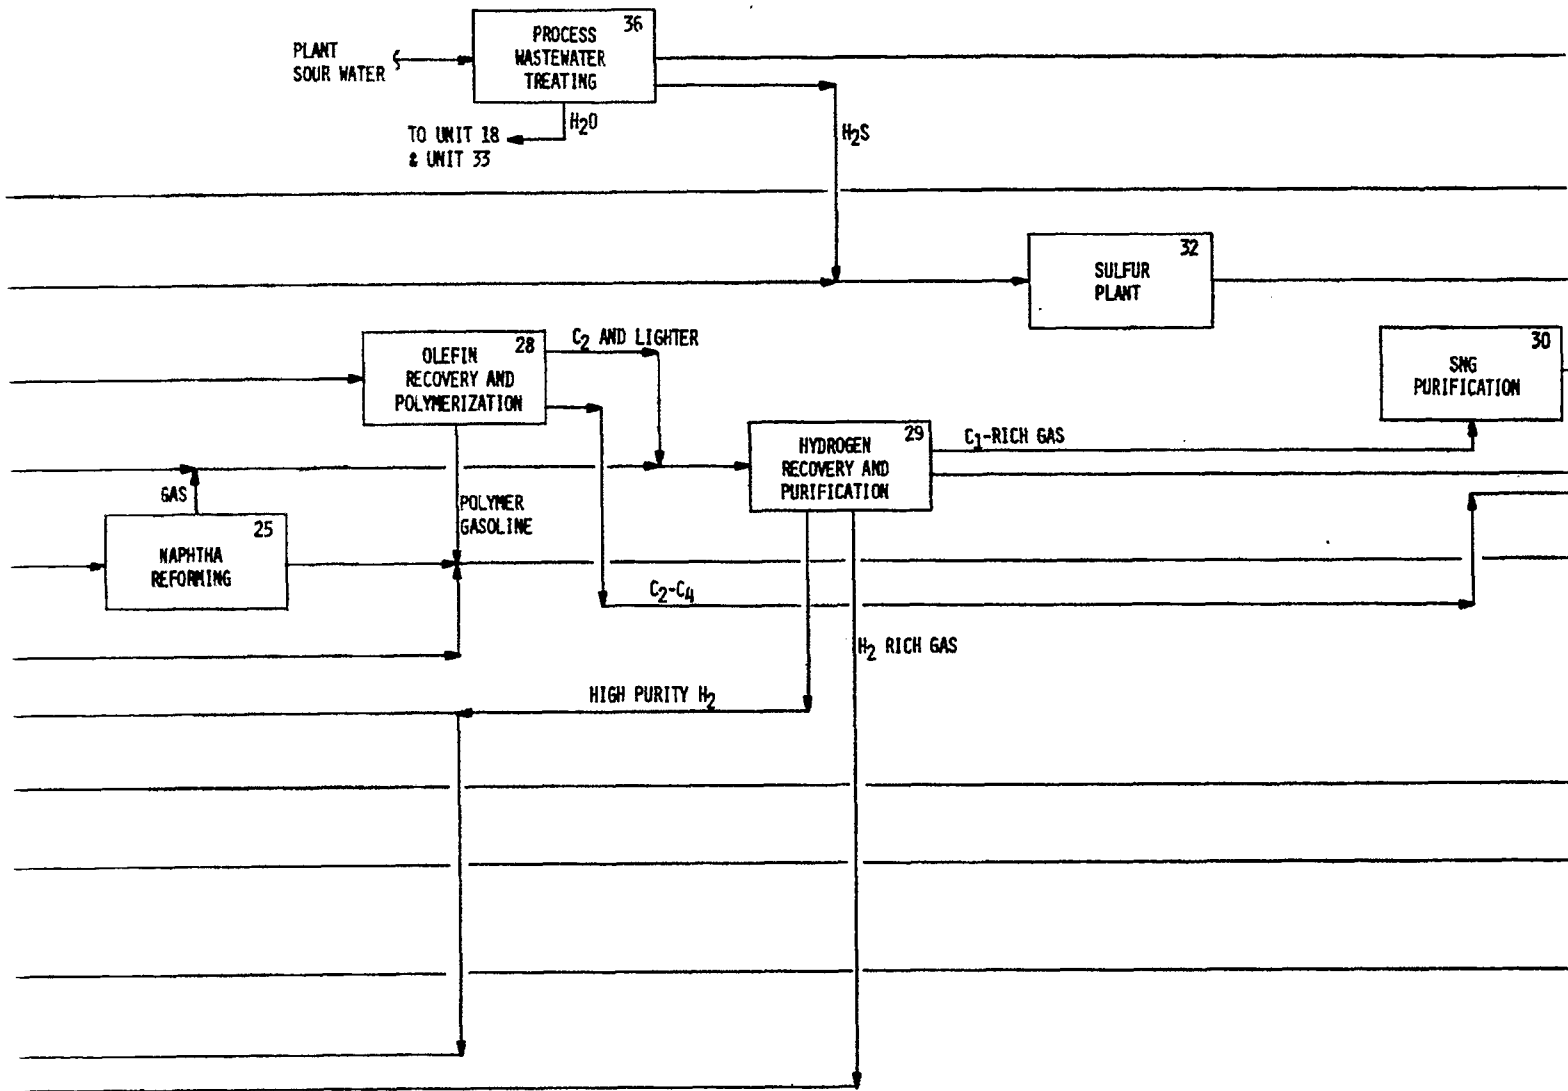 36
PROCESS
WASTEWATER
TREATING
PLANT
SOUR WATER
H2O
TO UNIT 18
& UNIT 33
H2S
32
SULFUR
PLANT
28
OLEFIN
RECOVERY AND
POLYMERIZATION
C2 AND LIGHTER
30
SNG
PURIFICATION
29
HYDROGEN
RECOVERY AND
PURIFICATION
C1-RICH GAS
GAS
POLYMER
GASOLINE
25
NAPHTHA
REFORMING
C2-C4
H2 RICH GAS
HIGH PURITY H2